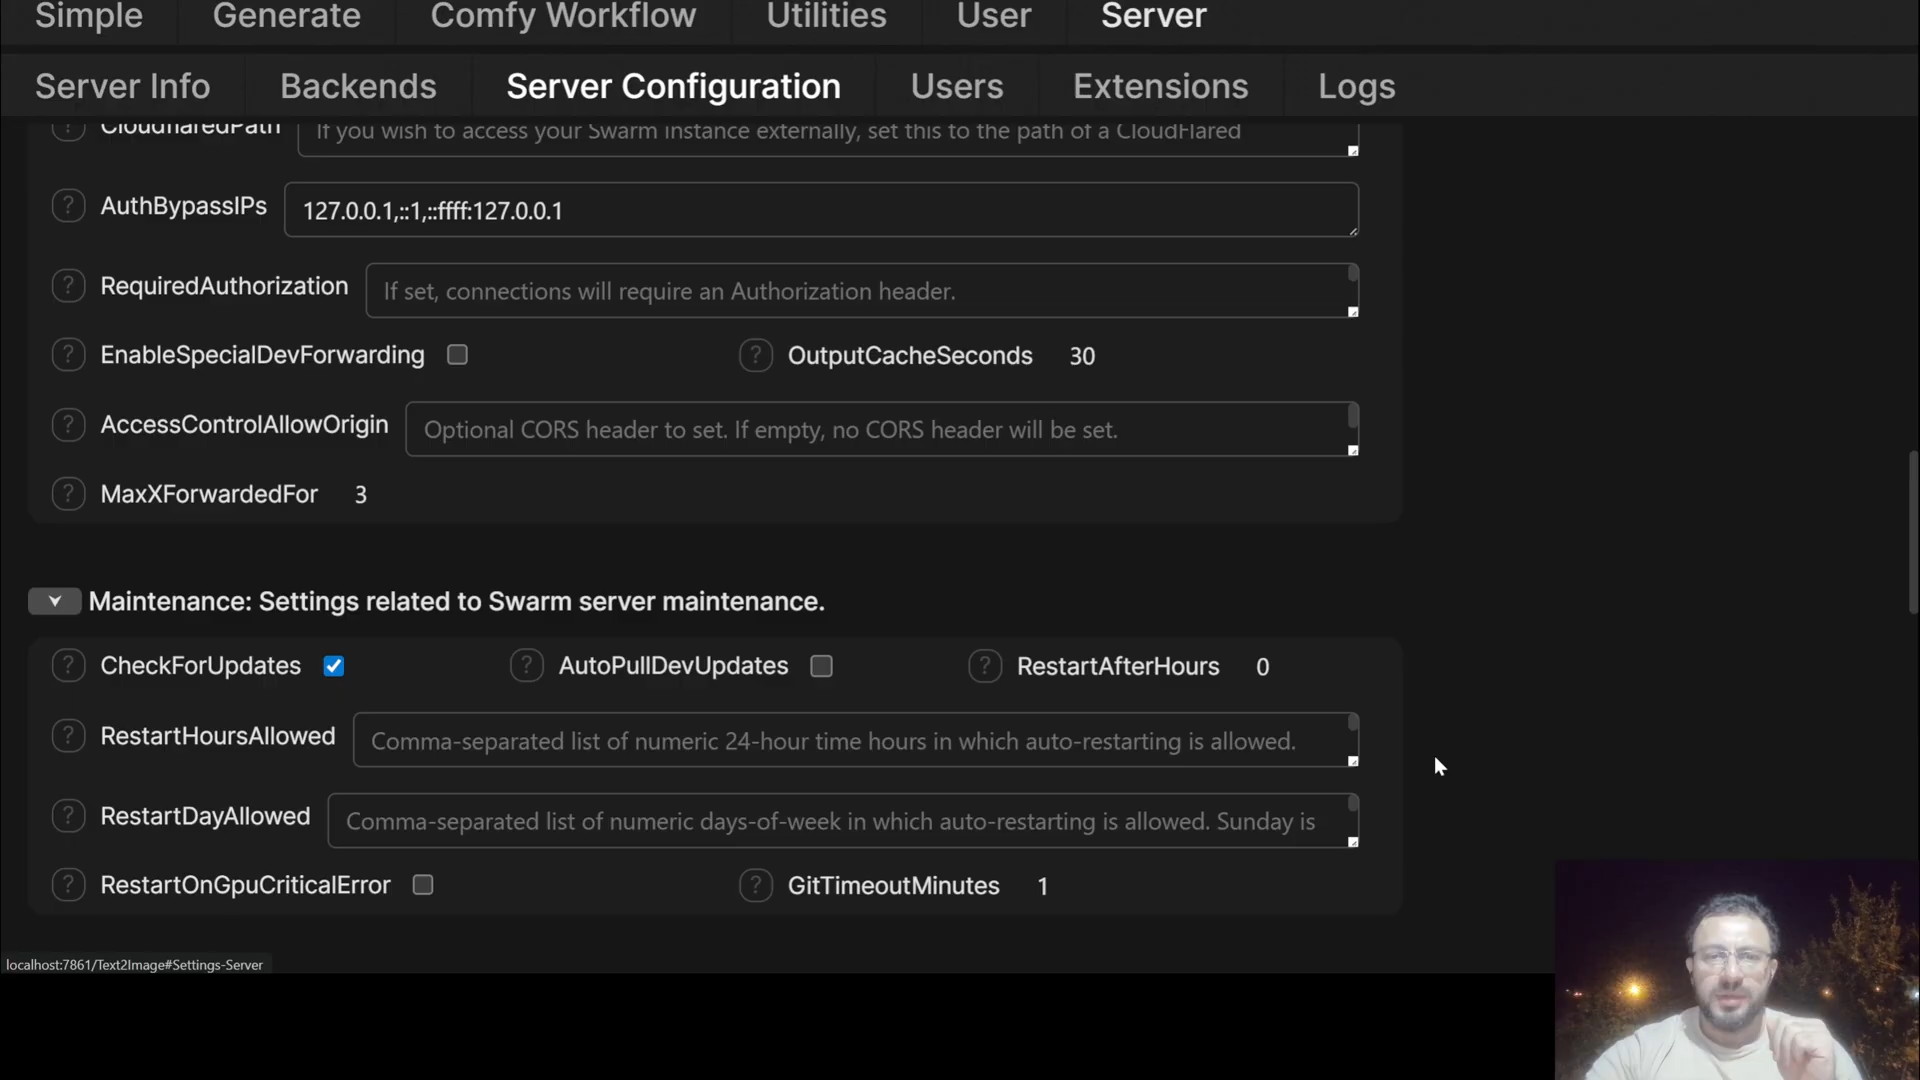 Simple Generate Comfy Workflow Utilities User Server
Server Info Backends Server Configuration Users Extensions Logs
CloudflaredPath If you wish to access your Swarm instance externally, set this to the path of a CloudFlared
? AuthBypassIPs 127.0.0.1,::1,::ffff:127.0.0.1
? RequiredAuthorization If set, connections will require an Authorization header.
? EnableSpecialDevForwarding ? OutputCacheSeconds 30
? AccessControlAllowOrigin Optional CORS header to set. If empty, no CORS header will be set.
? MaxXForwardedFor 3
Maintenance: Settings related to Swarm server maintenance.
? CheckForUpdates ? AutoPullDevUpdates ? RestartAfterHours 0
? RestartHoursAllowed Comma-separated list of numeric 24-hour time hours in which auto-restarting is allowed.
? RestartDayAllowed Comma-separated list of numeric days-of-week in which auto-restarting is allowed. Sunday is
? RestartOnGpuCriticalError ? GitTimeoutMinutes 1
localhost:7861/Text2Image#Settings-Server